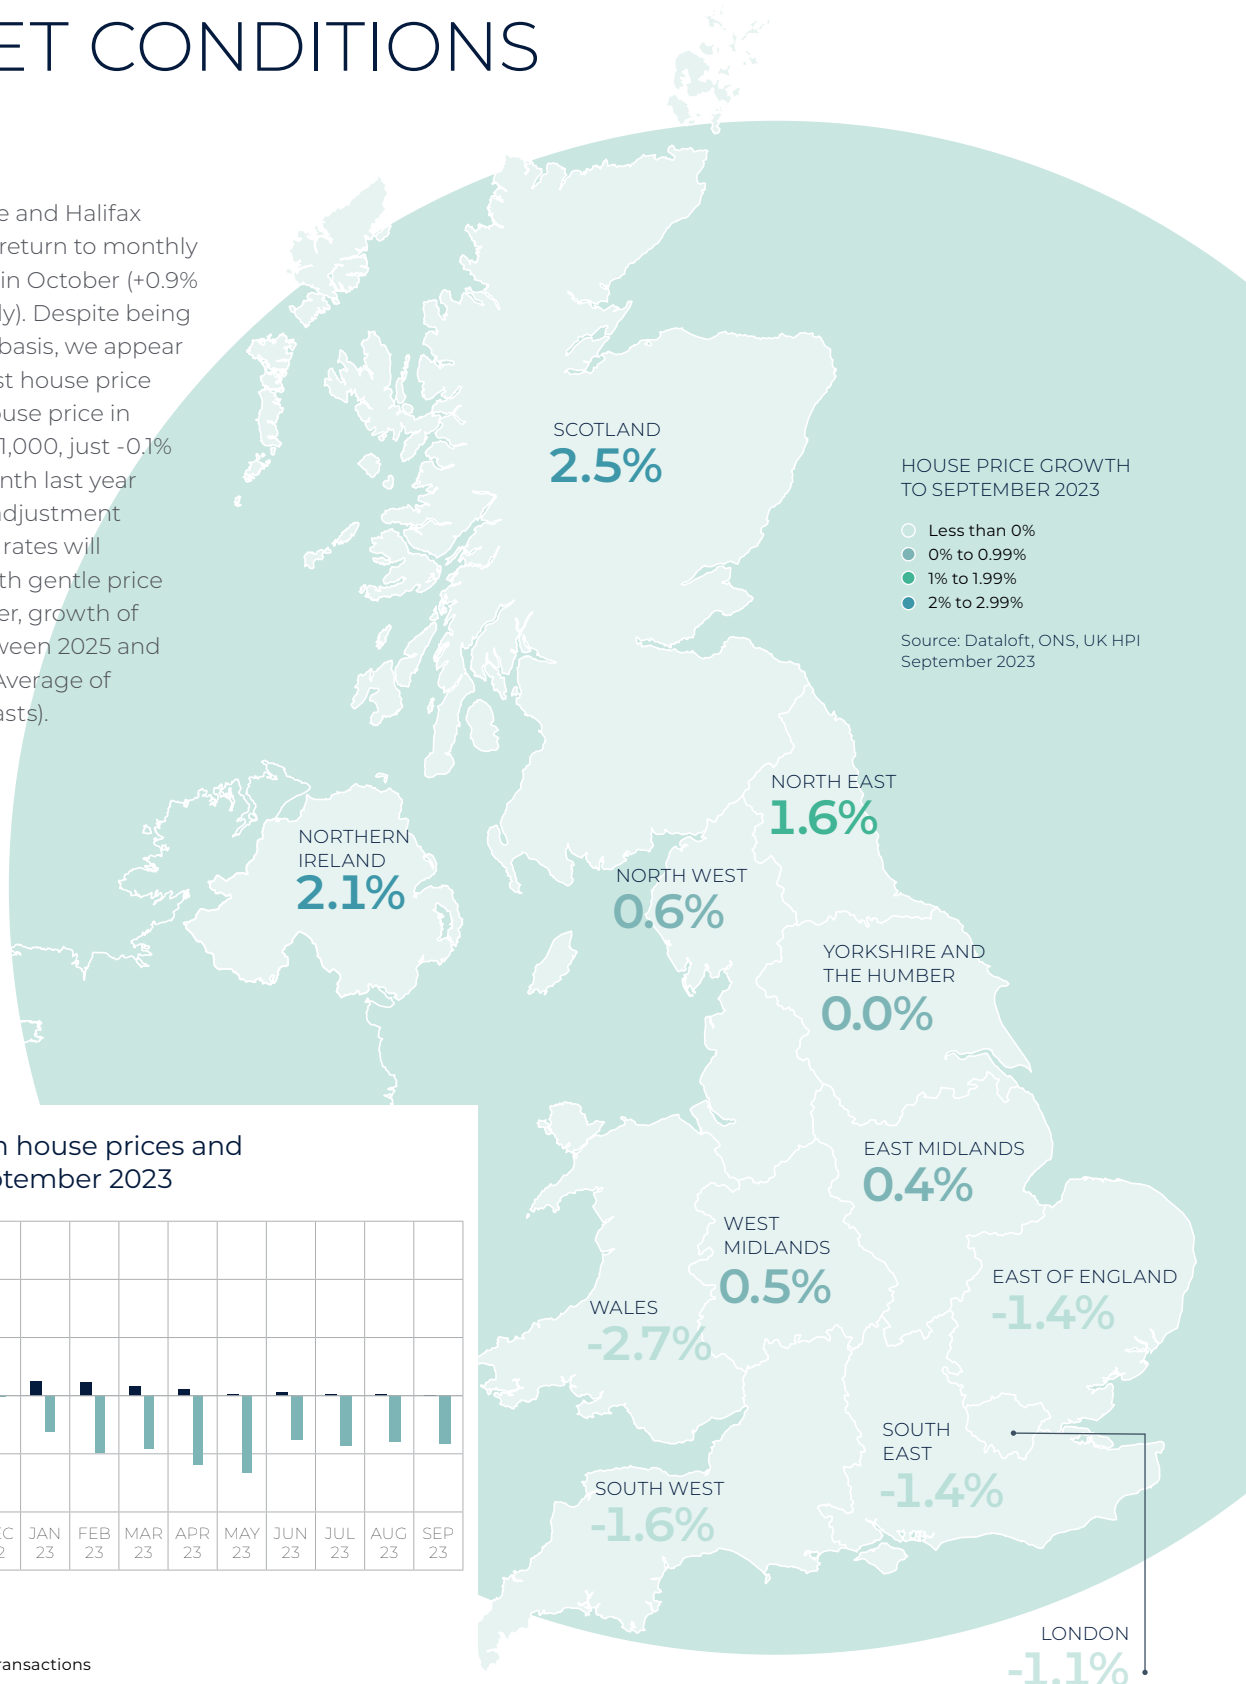 ET CONDITIONS
e and Halifax
return to monthly
in October (+0.9%
ly). Despite being
basis, we appear
st house price
ouse price in
1,000, just -0.1%
nth last year
adjustment
rates will
th gentle price
er, growth of
ween 2025 and
Average of
asts).
SCOTLAND
2.5%
HOUSE PRICE GROWTH
TO SEPTEMBER 2023
Less than 0%
0% to 0.99%
1% to 1.99%
2% to 2.99%
Source: Dataloft, ONS, UK HPI
September 2023
NORTH EAST
1.6%
NORTHERN
IRELAND
2.1%
NORTH WEST
0.6%
YORKSHIRE AND
THE HUMBER
0.0%
EAST MIDLANDS
0.4%
WEST
MIDLANDS
0.5%
EAST OF ENGLAND
-1.4%
WALES
-2.7%
SOUTH
EAST
-1.4%
SOUTH WEST
-1.6%
LONDON
-1.1%
n house prices and
ptember 2023
EC JAN FEB MAR APR MAY JUN JUL AUG SEP
2 23 23 23 23 23 23 23 23 23
ransactions